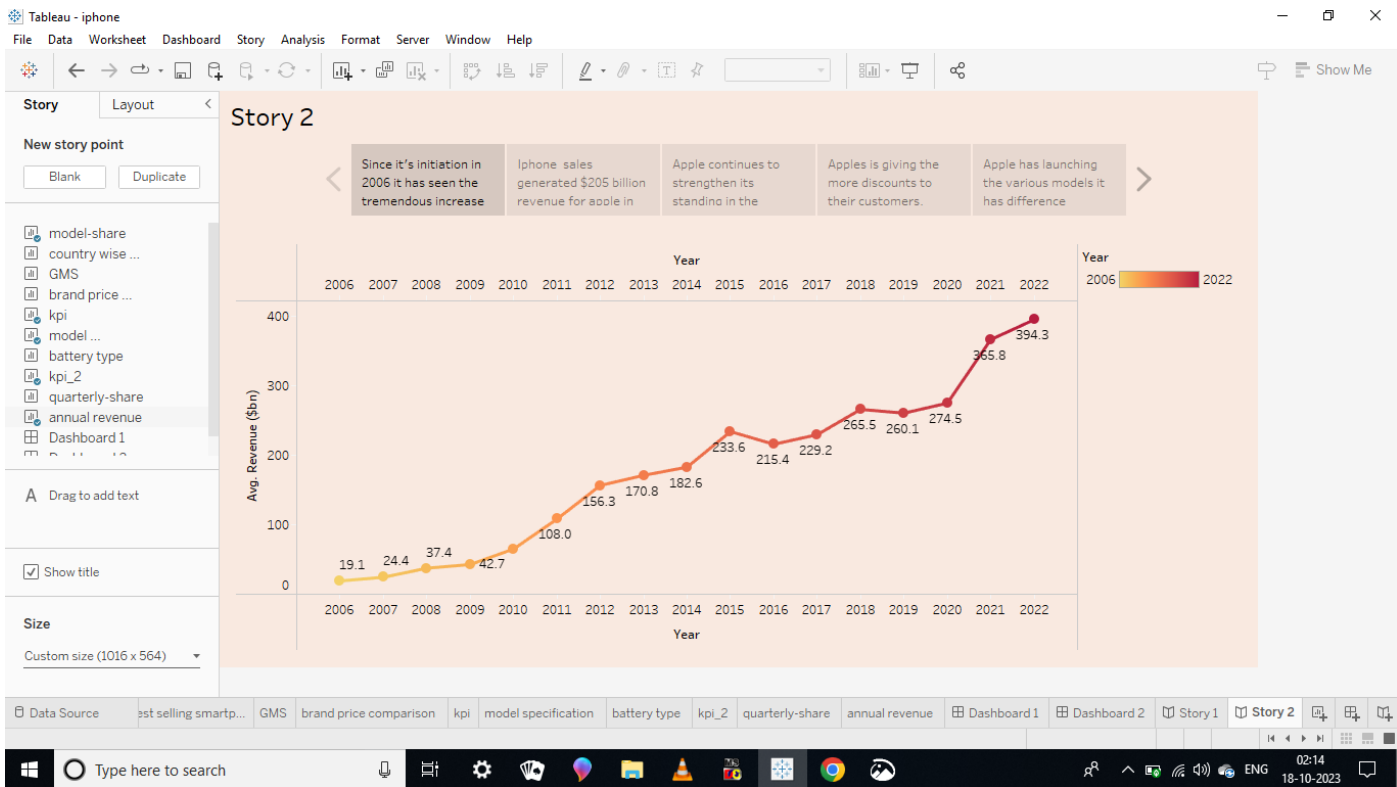 Tableau - iphone
File Data Worksheet Dashboard Story Analysis Format Server Window Help
Show Me
Story Layout
New story point
Blank Duplicate
model-share
country wise ...
GMS
brand price ...
kpi
model ...
battery type
kpi_2
quarterly-share
annual revenue
Dashboard 1
A Drag to add text
Show title
Size
Custom size (1016 x 564)
Story 2
Since it's initiation in
2006 it has seen the
tremendous increase
Iphone sales
generated $205 billion
revenue for apple in
Apple continues to
strengthen its
standing in the
Apples is giving the
more discounts to
their customers.
Apple has launching
the various models it
has difference
Year
2006 2007 2008 2009 2010 2011 2012 2013 2014 2015 2016 2017 2018 2019 2020 2021 2022
Avg. Revenue ($bn)
400
300
200
100
0
19.1
24.4
37.4
42.7
108.0
156.3
170.8
182.6
233.6
215.4
229.2
265.5
260.1
274.5
365.8
394.3
2006 2007 2008 2009 2010 2011 2012 2013 2014 2015 2016 2017 2018 2019 2020 2021 2022
Year
Year
2006 2022
Data Source est selling smartp... GMS brand price comparison kpi model specification battery type kpi_2 quarterly-share annual revenue Dashboard 1 Dashboard 2 Story 1 Story 2
Type here to search
ENG
02:14
18-10-2023